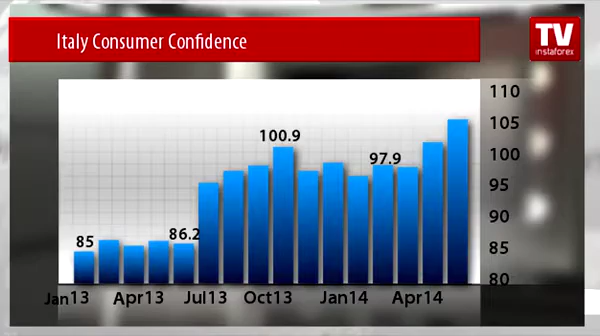 Italy Consumer Confidence
TV
instaforex
110
105
100
95
90
85
80
85
86.2
100.9
97.9
Jan13 Apr13 Jul13 Oct13 Jan14 Apr14